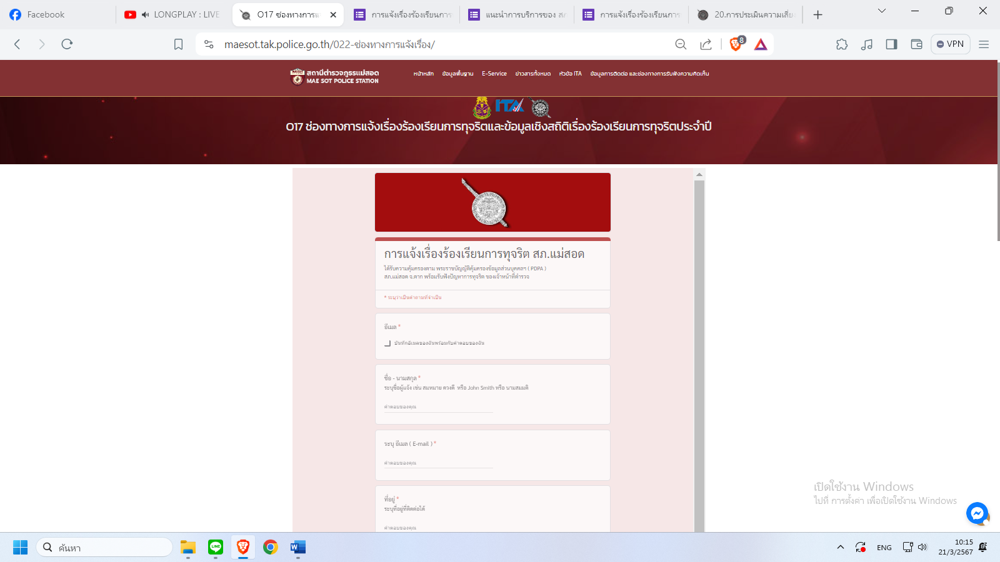 Facebook
LONGPLAY : LIVE
O17 ช่องทางการแ
การแจ้งเรื่องร้องเรียนการ
แนะนำการบริการของ สภ
การแจ้งเรื่องร้องเรียนการ
20.การประเมินความเสี่ย
maesot.tak.police.go.th/022-ช่องทางการแจ้งเรื่อง/
8
VPN
สถานีตำรวจภูธรแม่สอด
MAE SOT POLICE STATION
หน้าหลัก ข้อมูลพื้นฐาน E-Service ข่าวสารทั้งหมด หัวข้อ ITA ข้อมูลการติดต่อ และช่องทางการรับฟังความคิดเห็น
ITA
O17 ช่องทางการแจ้งเรื่องร้องเรียนการทุจริตและข้อมูลเชิงสถิติเรื่องร้องเรียนการทุจริตประจำปี
การแจ้งเรื่องร้องเรียนการทุจริต สภ.แม่สอด
ได้รับความคุ้มครองตาม พระราชบัญญัติคุ้มครองข้อมูลส่วนบุคคลฯ ( PDPA )
สภ.แม่สอด จ.ตาก พร้อมรับฟังปัญหาการทุจริต ของเจ้าหน้าที่ตำรวจ
* ระบุว่าเป็นคำถามที่จำเป็น
อีเมล *
บันทึกอีเมลของฉันพร้อมกับคำตอบของฉัน
ชื่อ - นามสกุล *
ระบุชื่อผู้แจ้ง เช่น สมหมาย ดวงดี หรือ John Smith หรือ นามสมมติ
คำตอบของคุณ
ระบุ อีเมล ( E-mail ) *
คำตอบของคุณ
ที่อยู่ *
ระบุที่อยู่ที่ติดต่อได้
คำตอบของคุณ
เปิดใช้งาน Windows
ไปที่ การตั้งค่า เพื่อเปิดใช้งาน Windows
ค้นหา
ENG
10:15
21/3/2567